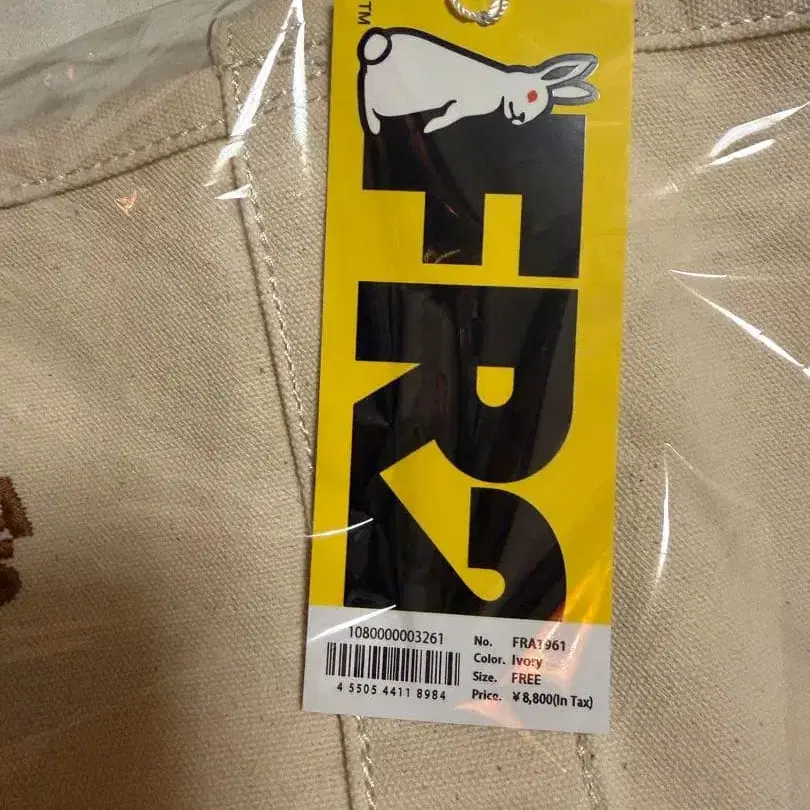 TM
FR2
1080000003261
4 5505 4411 8984
No. FRA1961
Color. Ivory
Size. FREE
Price. ¥8,800(In Tax)